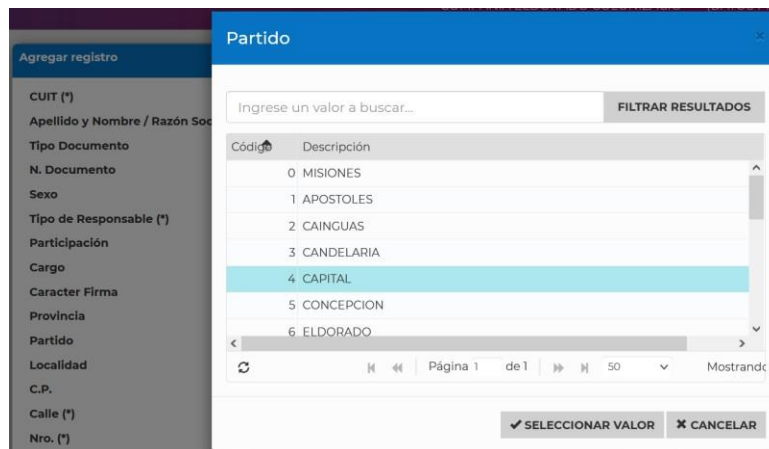 Partido
Agregar registro
CUIT (*)
Apellido y Nombre / Razón Soc
Tipo Documento
N. Documento
Sexo
Tipo de Responsable (*)
Participación
Cargo
Caracter Firma
Provincia
Partido
Localidad
C.P.
Calle (*)
Nro. (*)
Ingrese un valor a buscar...
FILTRAR RESULTADOS
Código Descripción
0 MISIONES
1 APOSTOLES
2 CAINGUAS
3 CANDELARIA
4 CAPITAL
5 CONCEPCION
6 ELDORADO
Página 1 de 1 50 Mostrando
SELECCIONAR VALOR
CANCELAR